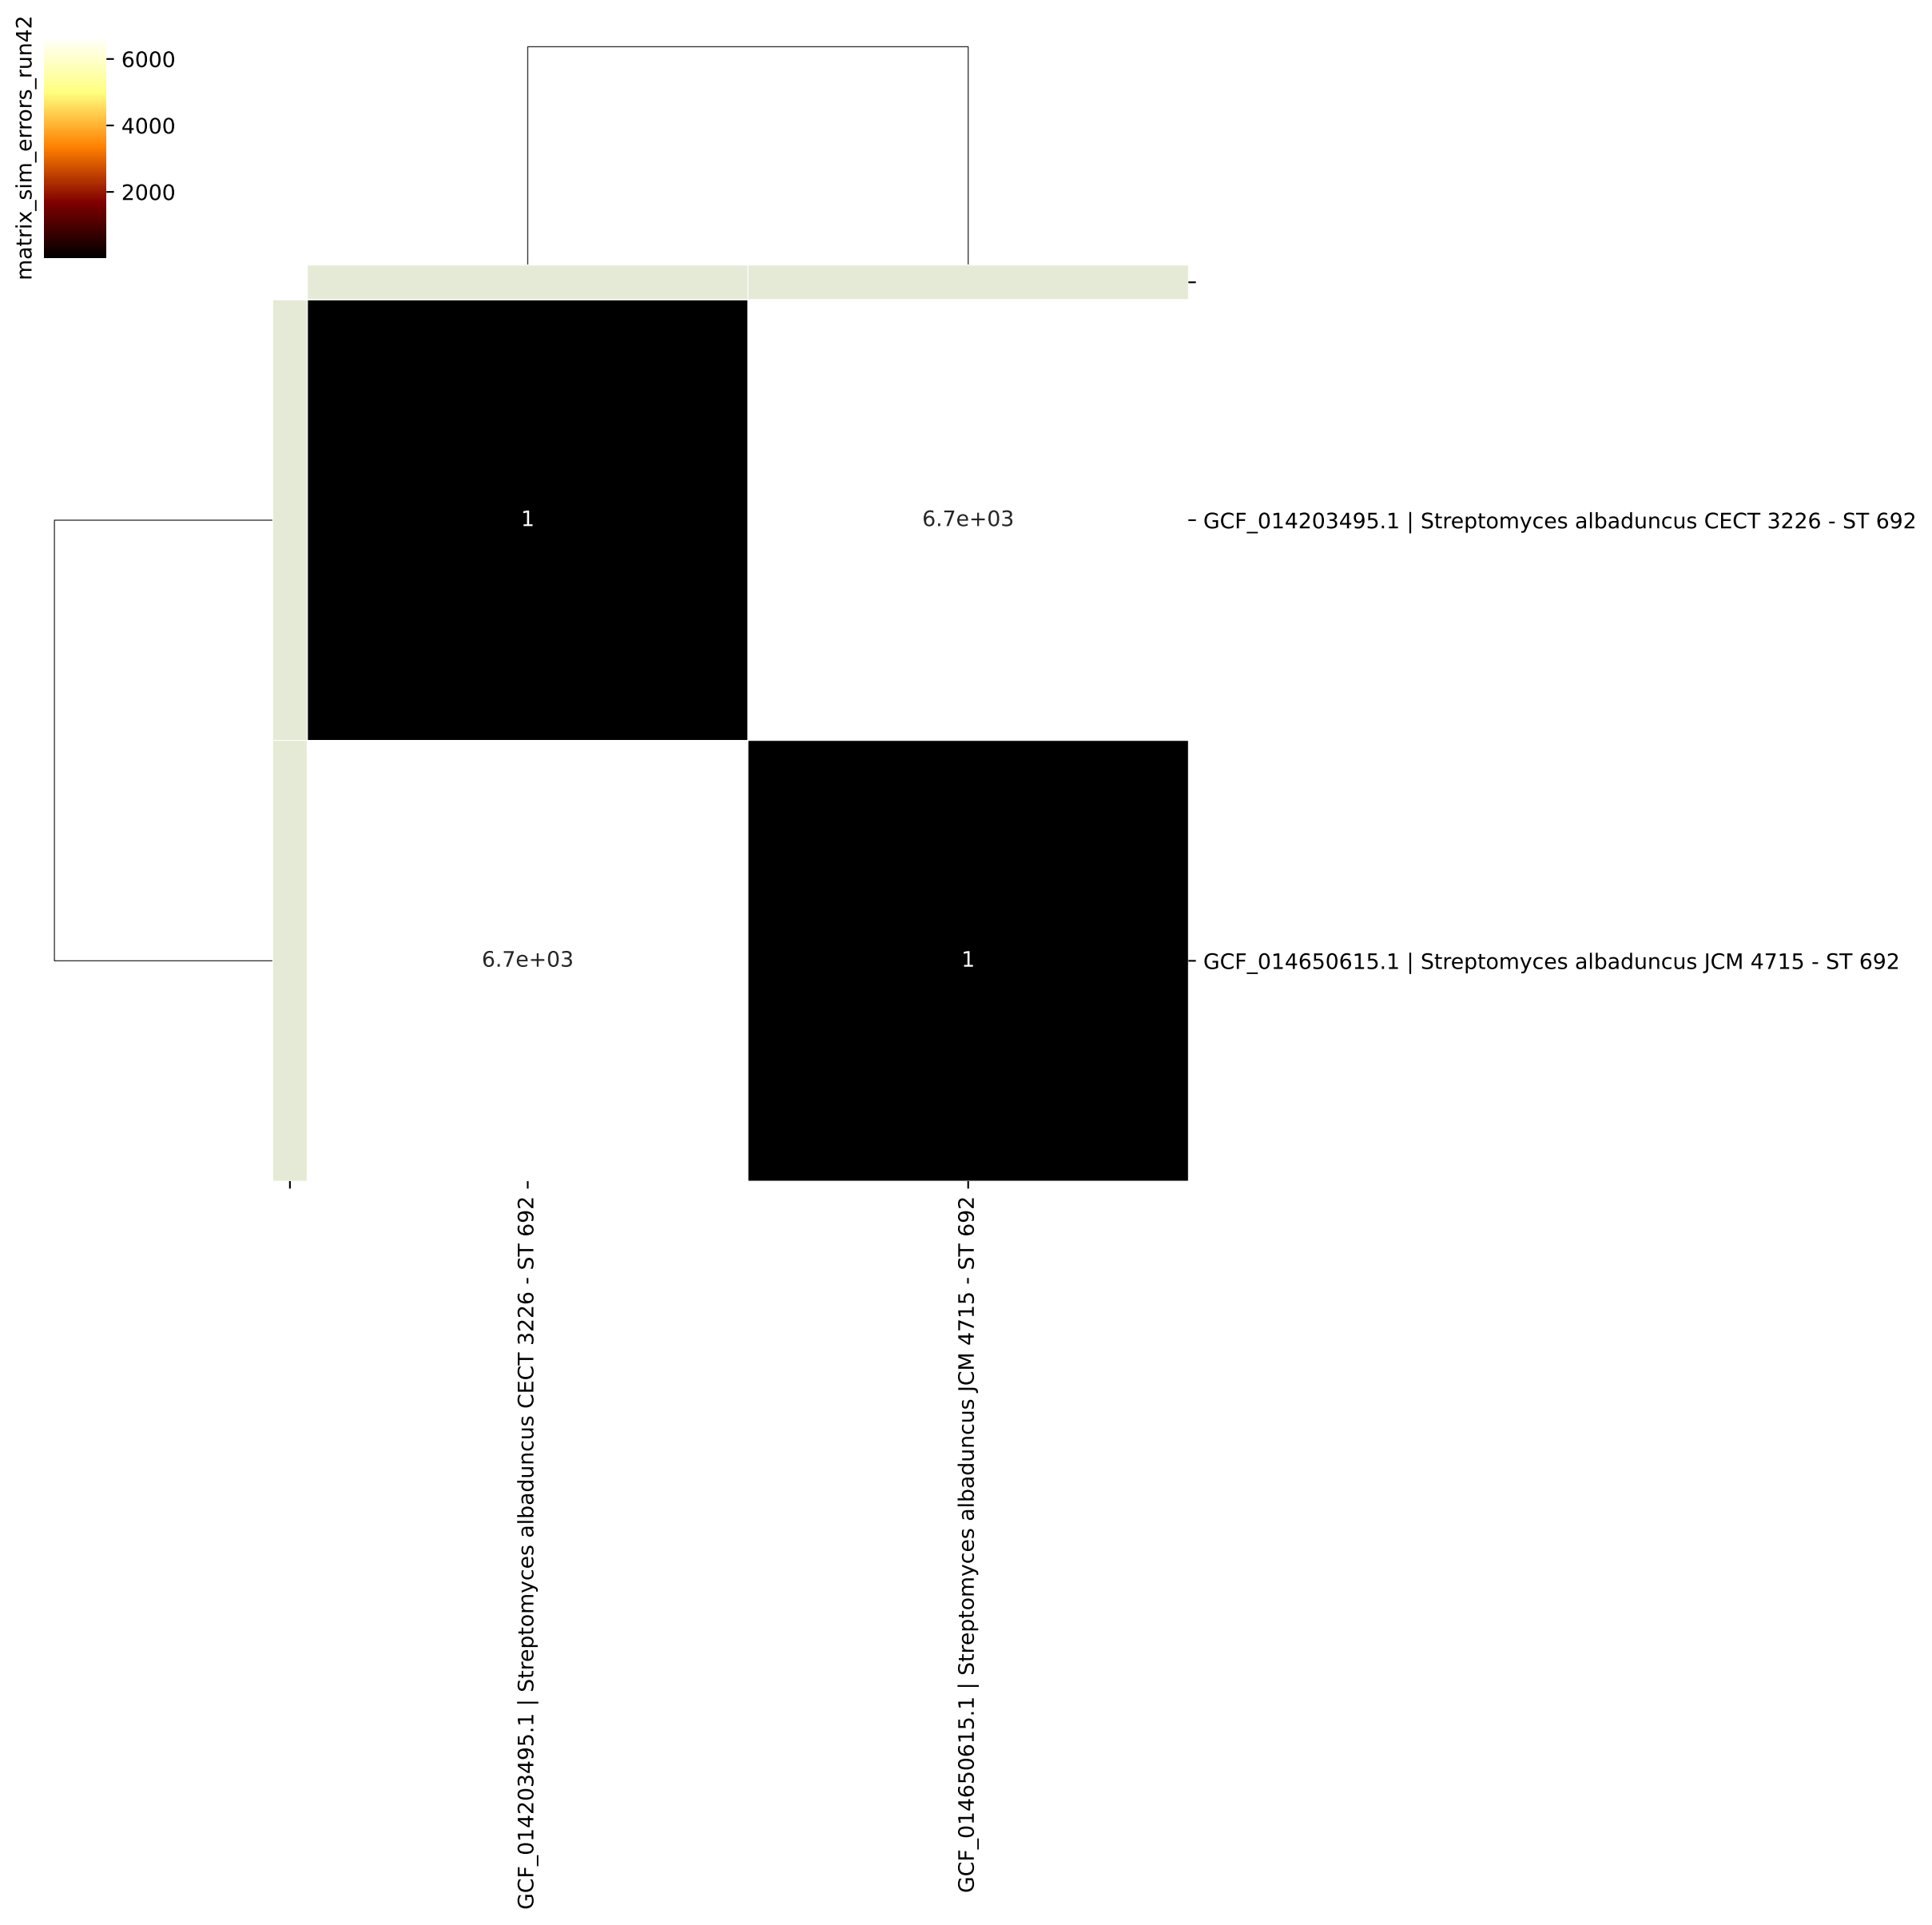 matrix_sim_errors_run42
6000
4000
2000
1
6.7e+03
GCF_014203495.1 | Streptomyces albaduncus CECT 3226 - ST 692
6.7e+03
1
GCF_014650615.1 | Streptomyces albaduncus JCM 4715 - ST 692
GCF_014203495.1 | Streptomyces albaduncus CECT 3226 - ST 692
GCF_014650615.1 | Streptomyces albaduncus JCM 4715 - ST 692